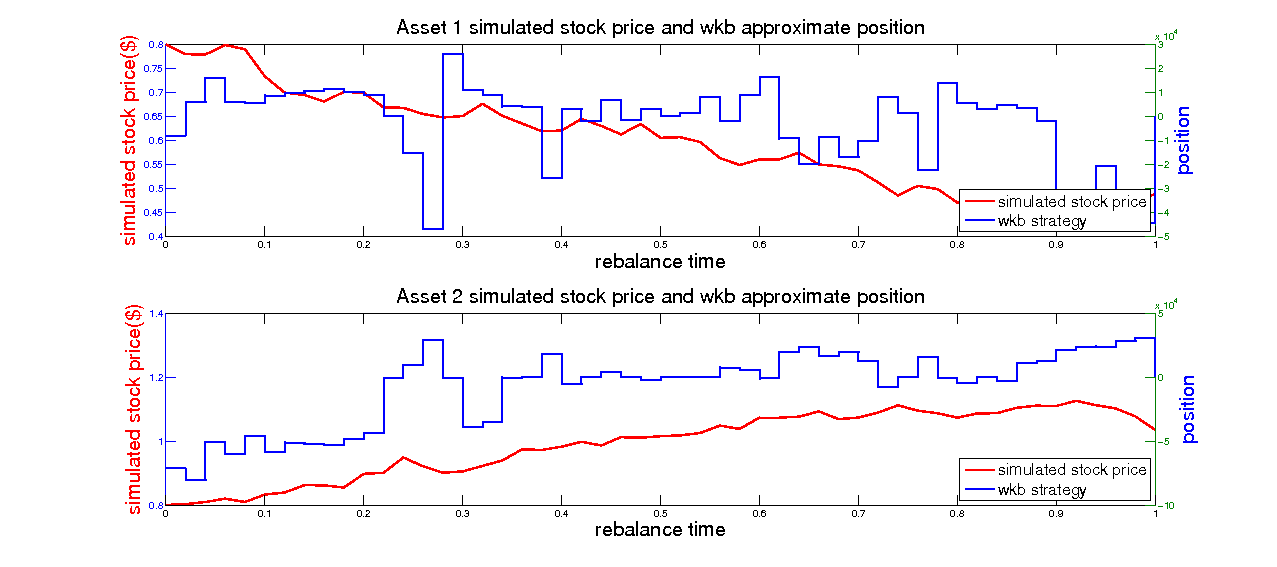 Asset 1 simulated stock price and wkb approximate position
x 10^4
simulated stock price($)
0.8
0.75
0.7
0.65
0.6
0.55
0.5
0.45
0.4
3
2
1
0
-1
-2
-3
-4
-5
position
simulated stock price
wkb strategy
0 0.1 0.2 0.3 0.4 0.5 0.6 0.7 0.8 0.9 1
rebalance time
Asset 2 simulated stock price and wkb approximate position
x 10^4
simulated stock price($)
1.4
1.2
1
0.8
5
0
-5
-10
position
simulated stock price
wkb strategy
0 0.1 0.2 0.3 0.4 0.5 0.6 0.7 0.8 0.9 1
rebalance time